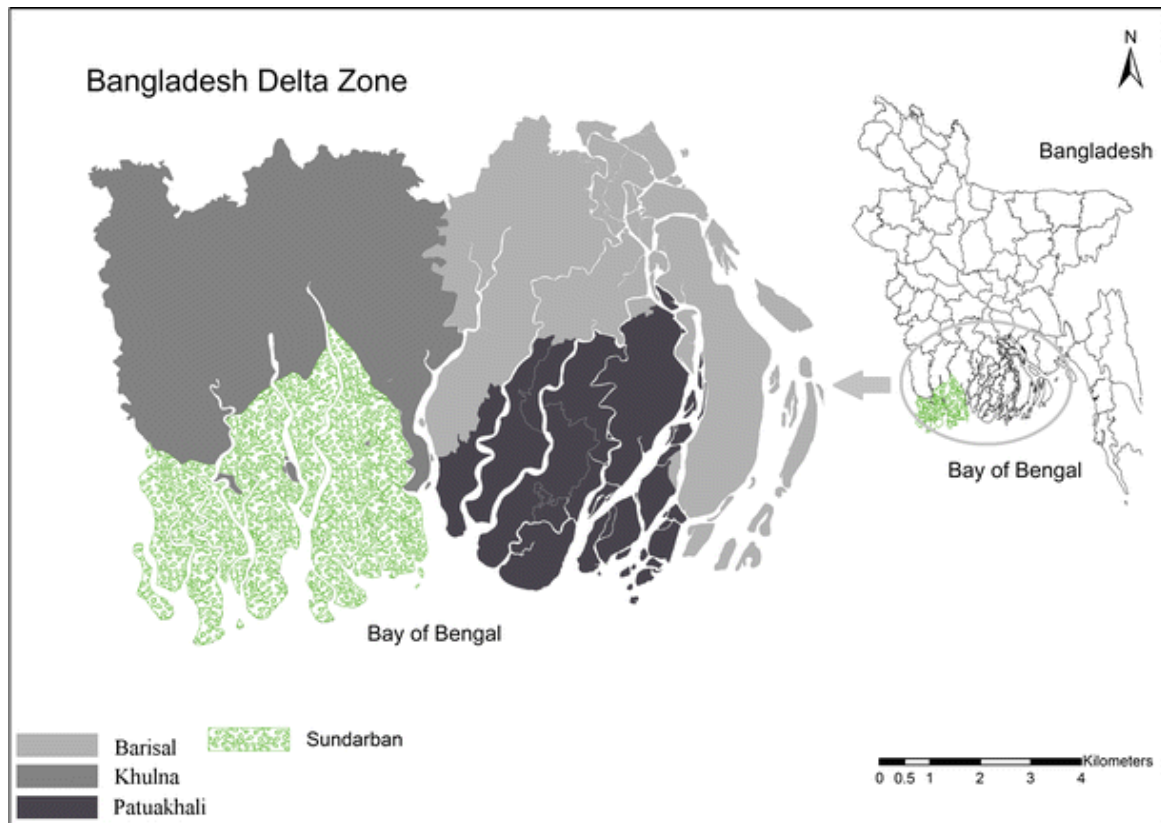 N
Bangladesh Delta Zone
Bangladesh
Bay of Bengal
Bay of Bengal
Barisal
Sundarban
Khulna
Patuakhali
Kilometers
0 0.5 1 2 3 4